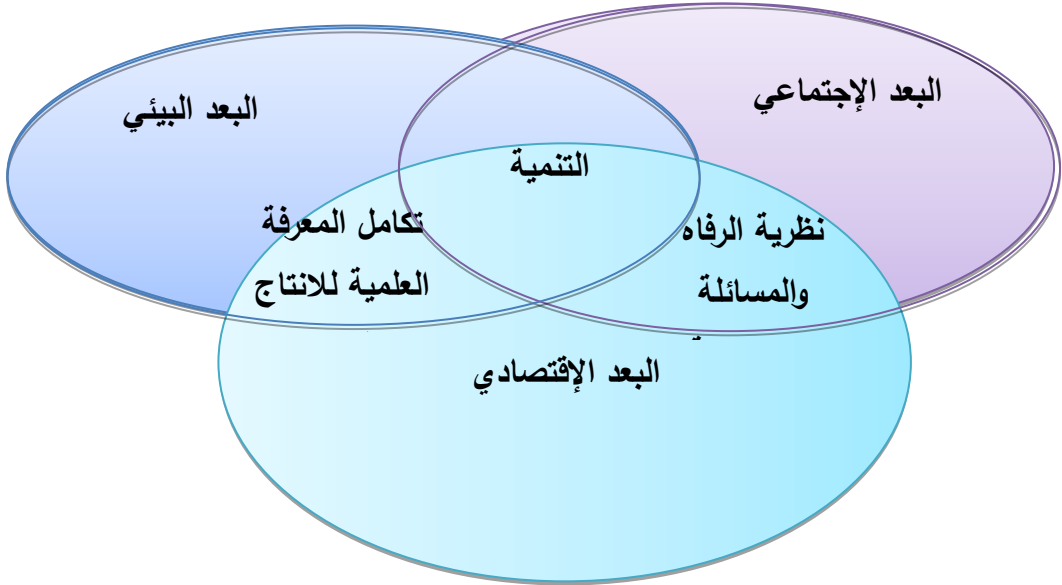 البعد الإجتماعي
البعد البيئي
التنمية
نظرية الرفاه
والمسائلة
تكامل المعرفة
العلمية للانتاج
البعد الإقتصادي